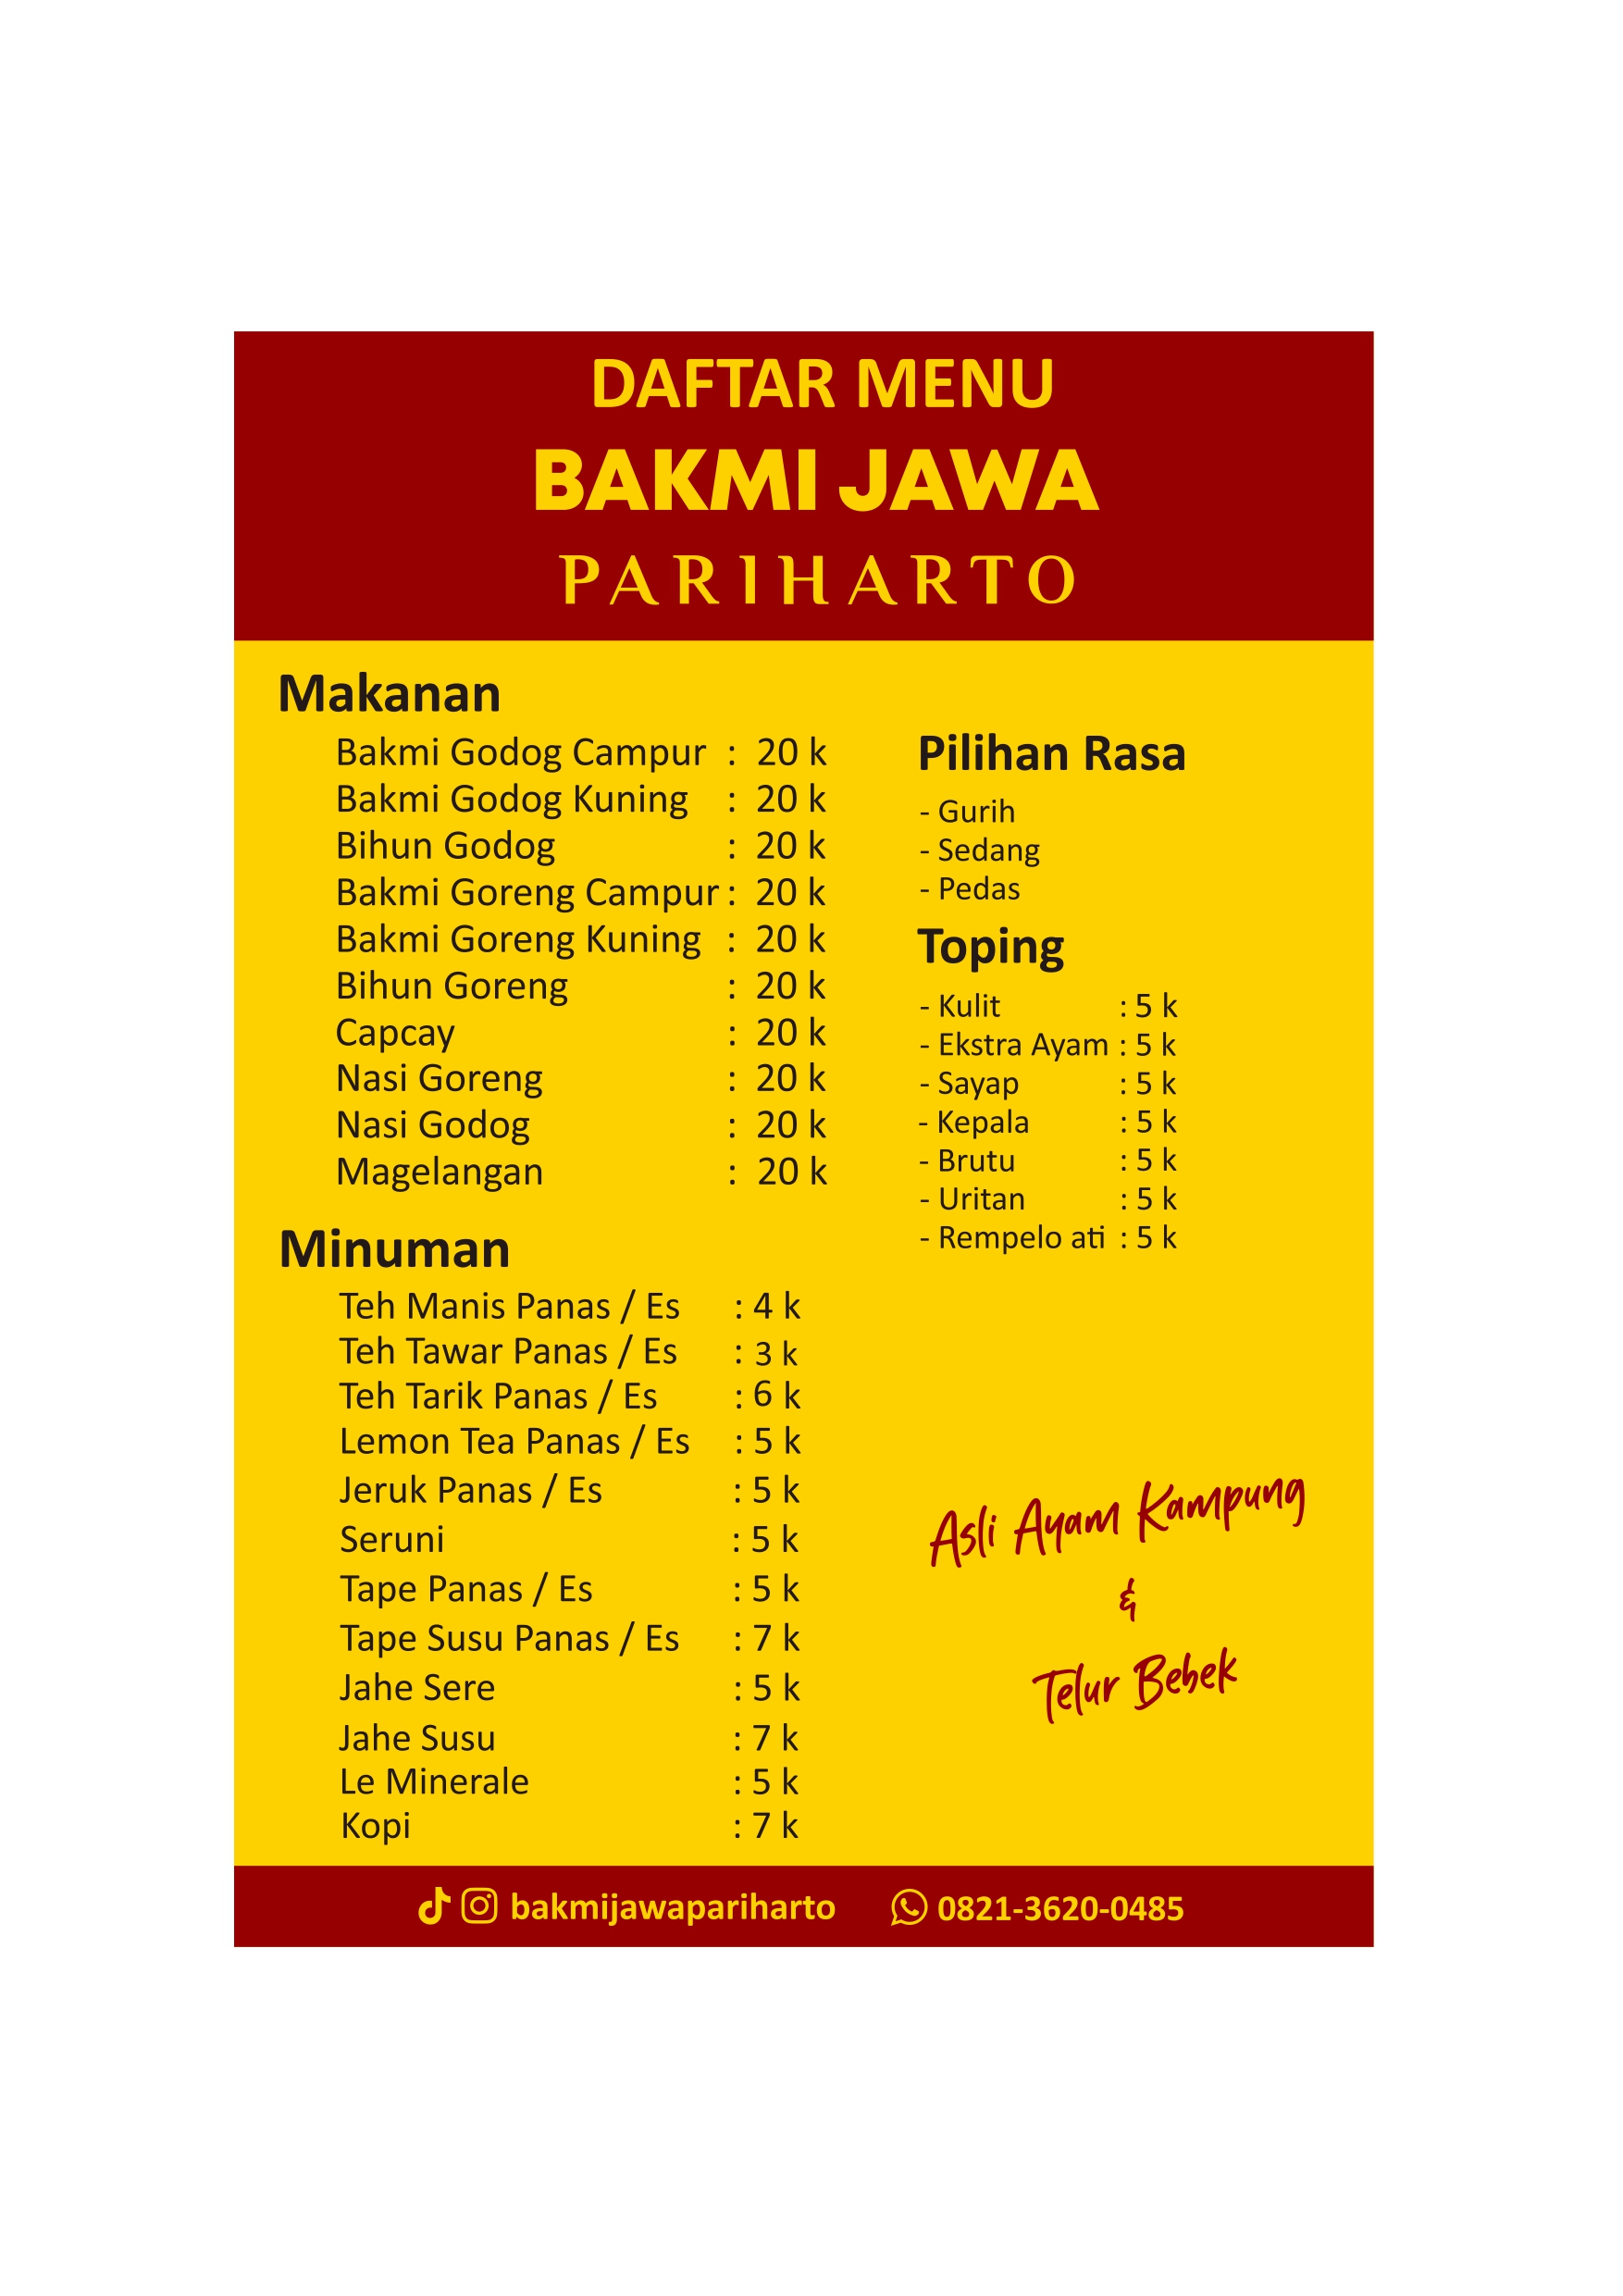 DAFTAR MENU
BAKMI JAWA
PARIHARTO
Makanan
Bakmi Godog Campur : 20 k
Bakmi Godog Kuning : 20 k
Bihun Godog : 20 k
Bakmi Goreng Campur : 20 k
Bakmi Goreng Kuning : 20 k
Bihun Goreng : 20 k
Capcay : 20 k
Nasi Goreng : 20 k
Nasi Godog : 20 k
Magelangan : 20 k
Minuman
Teh Manis Panas / Es : 4 k
Teh Tawar Panas / Es : 3 k
Teh Tarik Panas / Es : 6 k
Lemon Tea Panas / Es : 5 k
Jeruk Panas / Es : 5 k
Seruni : 5 k
Tape Panas / Es : 5 k
Tape Susu Panas / Es : 7 k
Jahe Sere : 5 k
Jahe Susu : 7 k
Le Minerale : 5 k
Kopi : 7 k
Pilihan Rasa
- Gurih
- Sedang
- Pedas
Toping
- Kulit : 5 k
- Ekstra Ayam : 5 k
- Sayap : 5 k
- Kepala : 5 k
- Brutu : 5 k
- Uritan : 5 k
- Rempelo ati : 5 k
Asli Ayam Kampung
&
Telur Bebek
bakmijawapariharto 0821-3620-0485